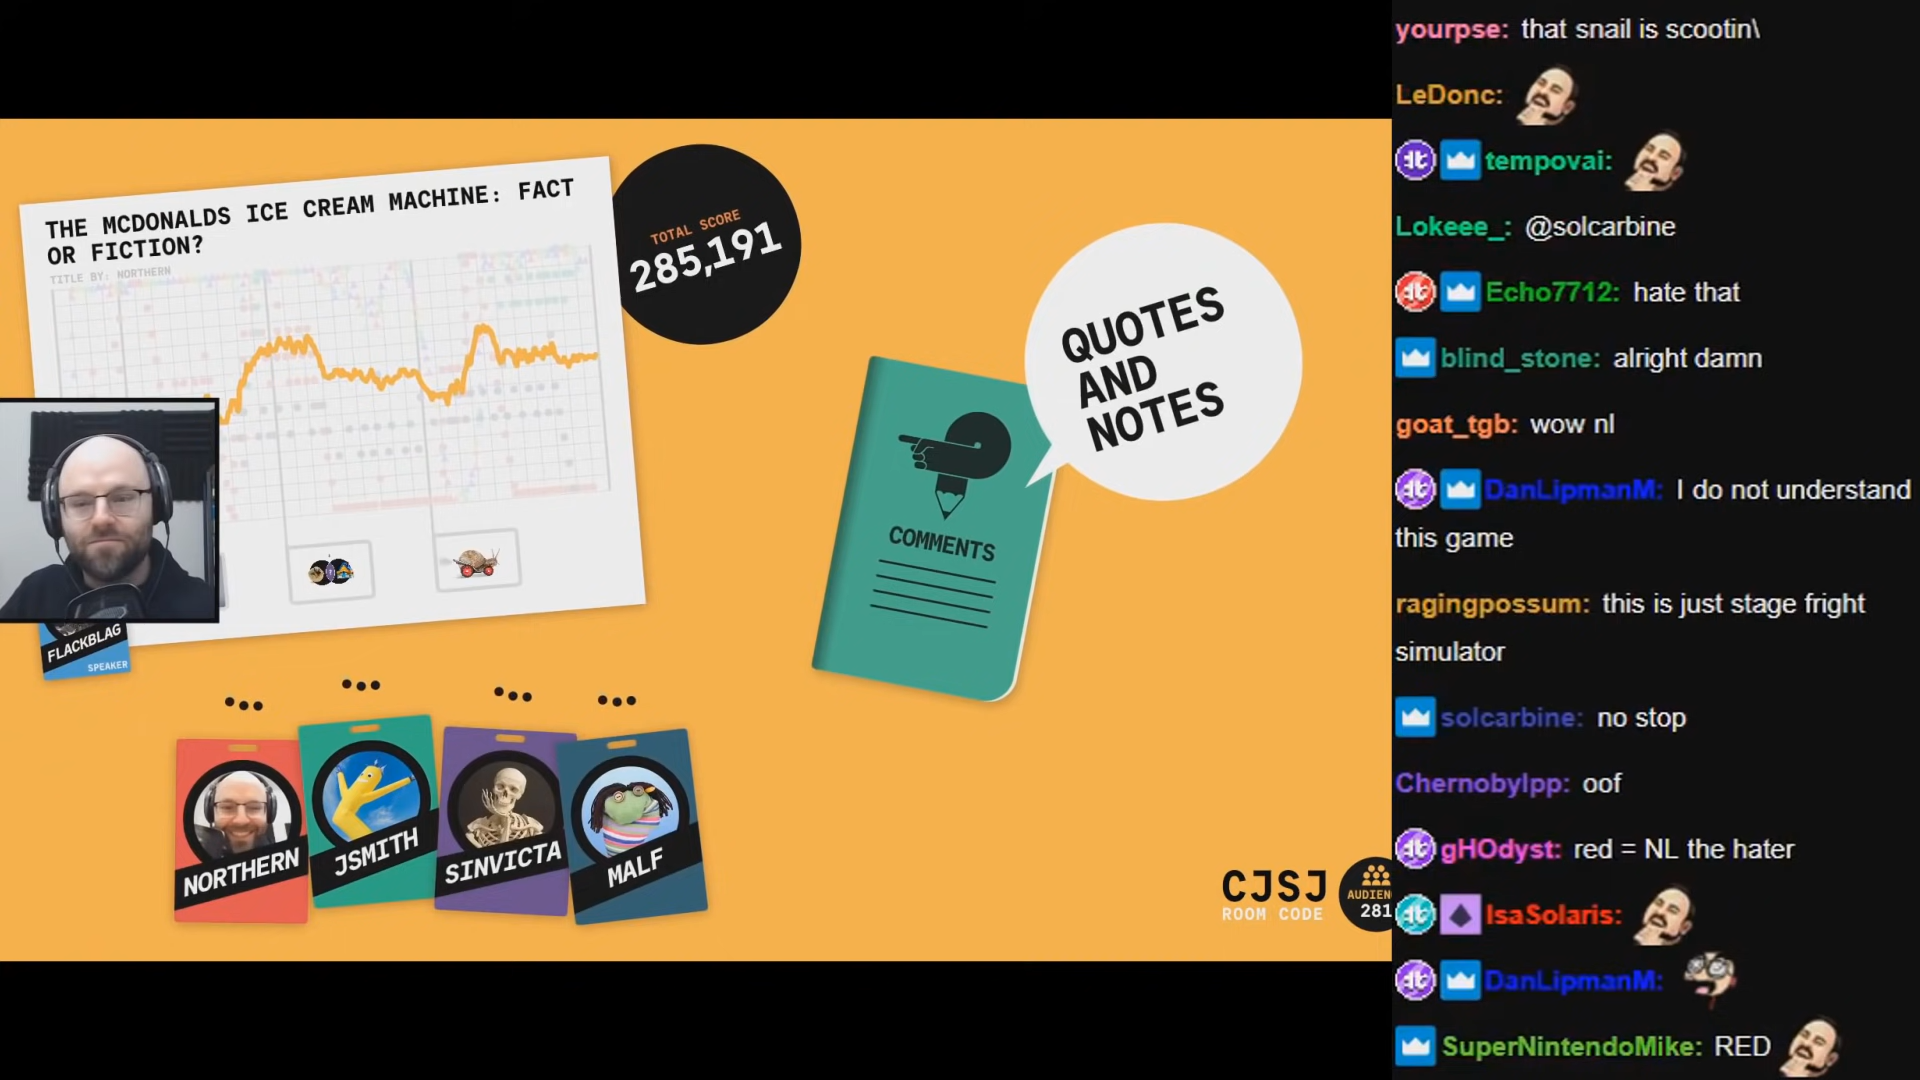 THE MCDONALDS ICE CREAM MACHINE: FACT
OR FICTION?
TITLE BY: NORTHERN
TOTAL SCORE
285,191
QUOTES
AND
NOTES
COMMENTS
FLACKBLAG
SPEAKER
NORTHERN
JSMITH
SINVICTA
MALF
CJSJ
ROOM CODE
AUDIEN
281
yourpse: that snail is scootin\
LeDonc:
tempovai:
Lokeee_: @solcarbine
Echo7712: hate that
blind_stone: alright damn
goat_tgb: wow nl
DanLipmanM: I do not understand
this game
ragingpossum: this is just stage fright
simulator
solcarbine: no stop
Chernobylpp: oof
gHOdyst: red = NL the hater
IsaSolaris:
DanLipmanM:
SuperNintendoMike: RED